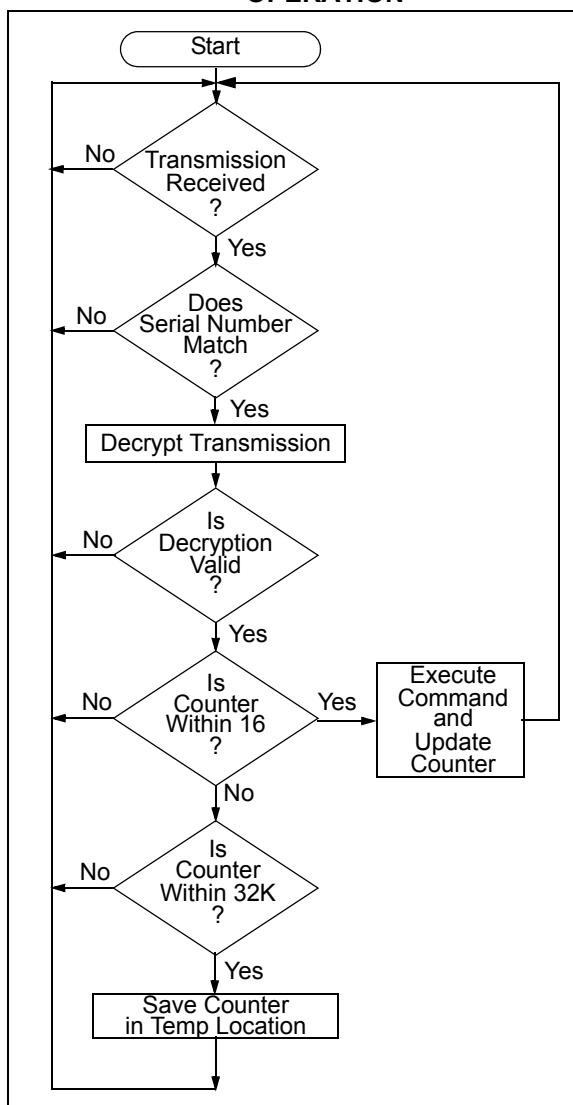 OPERATION
Start
No
Transmission
Received
?
Yes
No
Does
Serial Number
Match
?
Yes
Decrypt Transmission
No
Is
Decryption
Valid
?
Yes
No
Is
Counter
Within 16
?
Yes
Execute
Command
and
Update
Counter
No
No
Is
Counter
Within 32K
?
Yes
Save Counter
in Temp Location